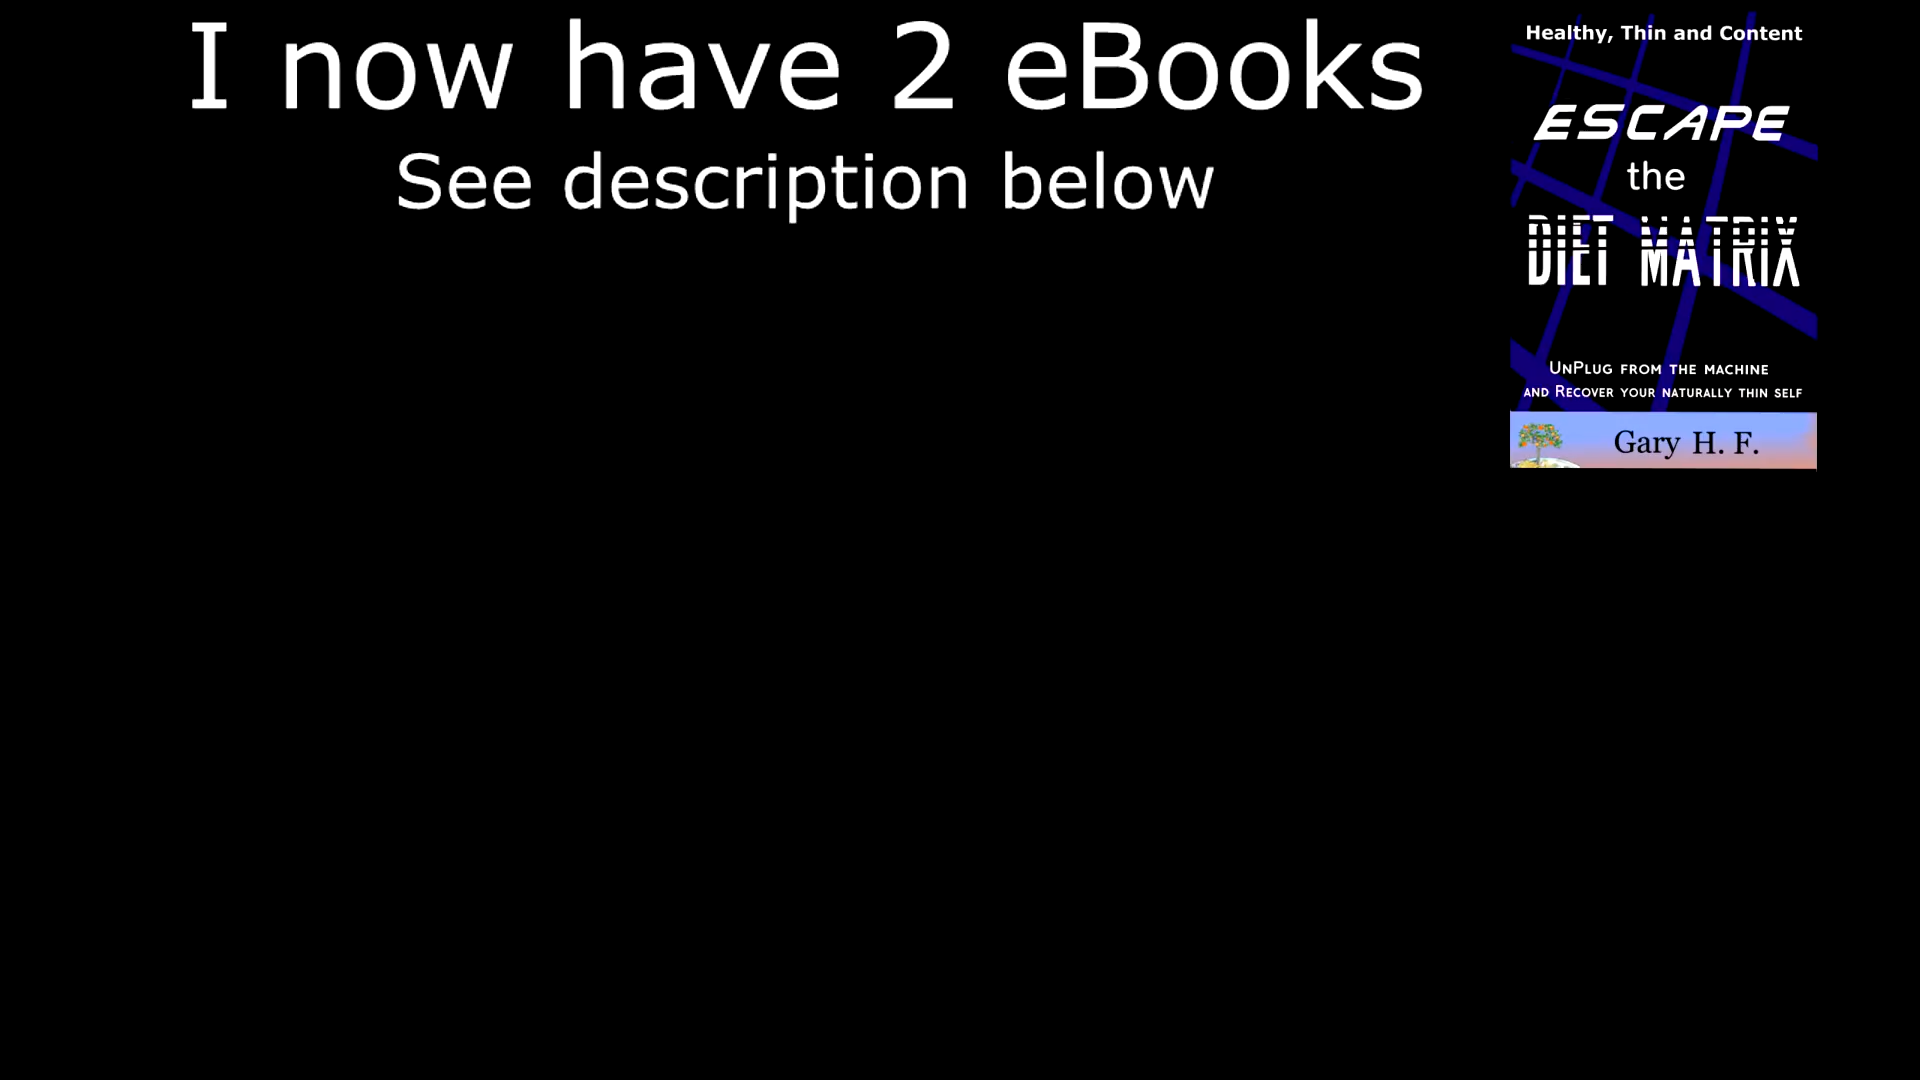 I now have 2 eBooks
See description below
Healthy, Thin and Content
ESCAPE
the
DIET MATRIX
UNPLUG FROM THE MACHINE
AND RECOVER YOUR NATURALLY THIN SELF
Gary H. F.